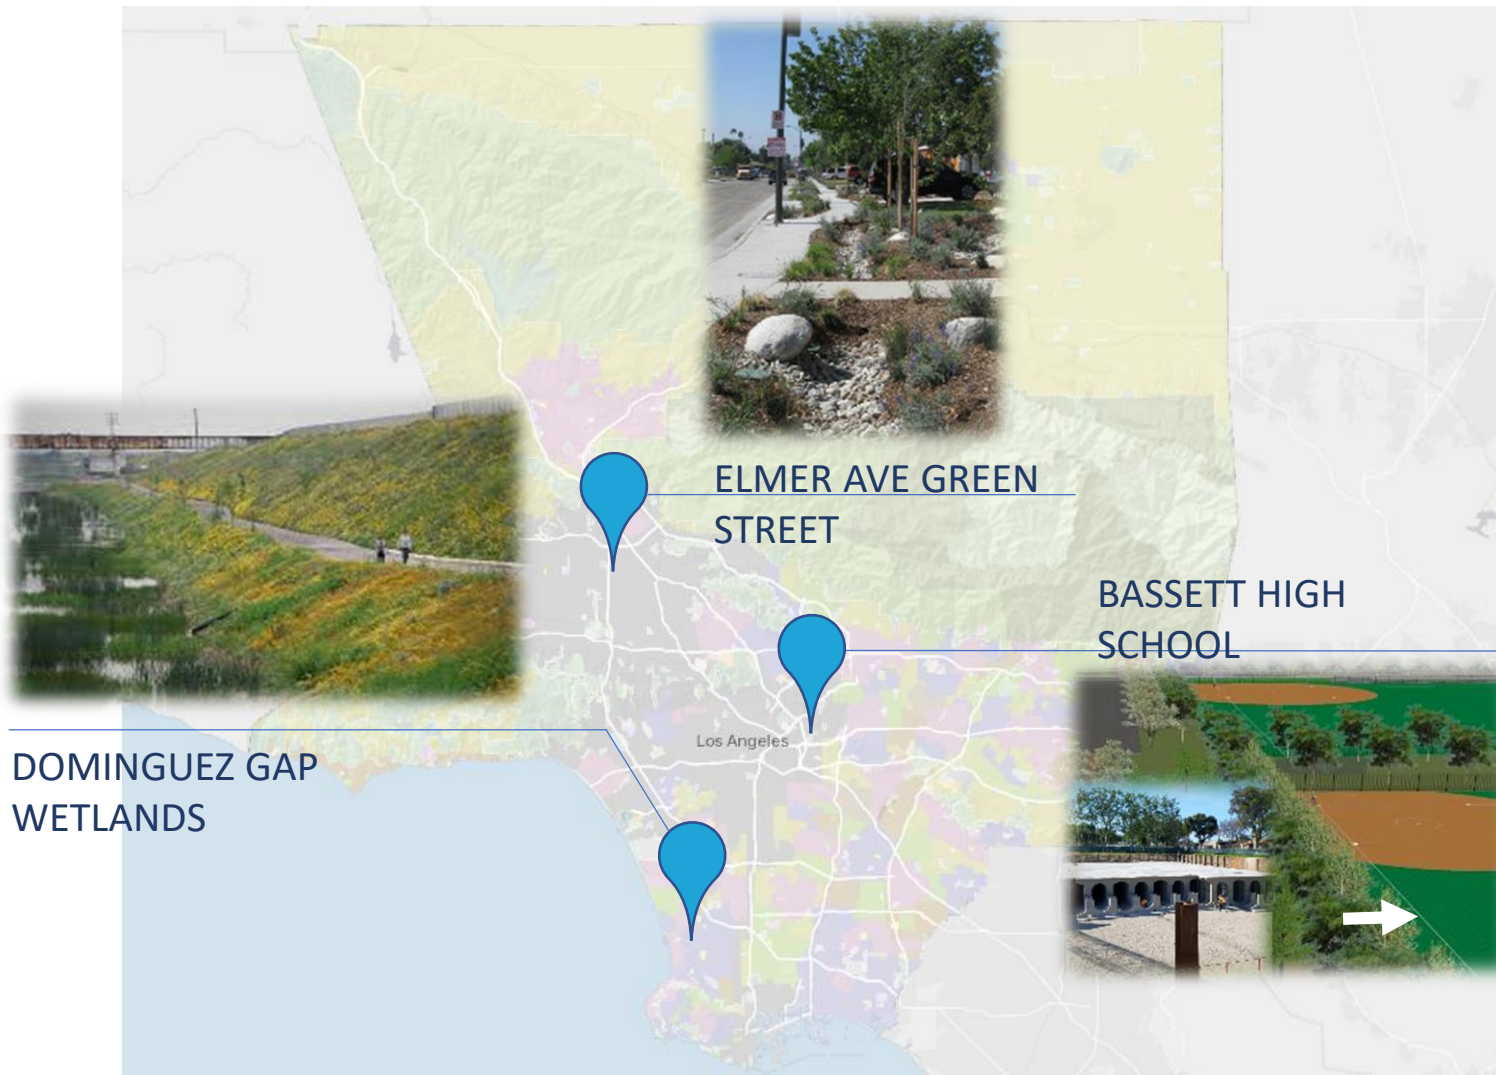 ELMER AVE GREEN
STREET
BASSETT HIGH
SCHOOL
Los Angeles
DOMINGUEZ GAP
WETLANDS